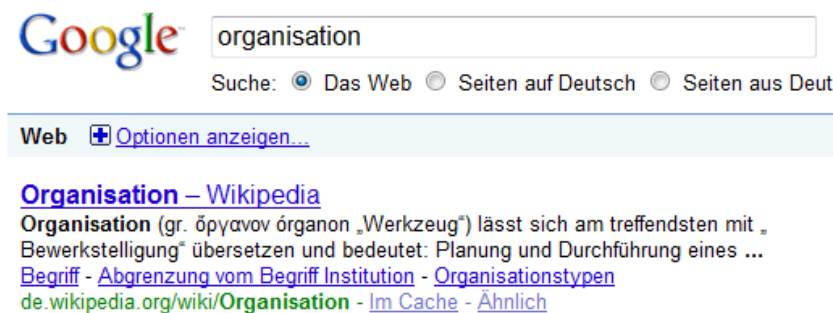 Google™
organisation
Suche: Das Web Seiten auf Deutsch Seiten aus Deut
Web Optionen anzeigen...
Organisation – Wikipedia
Organisation (gr. ὄργανον órganon „Werkzeug“) lässt sich am treffendsten mit „
Bewerkstelligung“ übersetzen und bedeutet: Planung und Durchführung eines ...
Begriff - Abgrenzung vom Begriff Institution - Organisationstypen
de.wikipedia.org/wiki/Organisation - Im Cache - Ähnlich